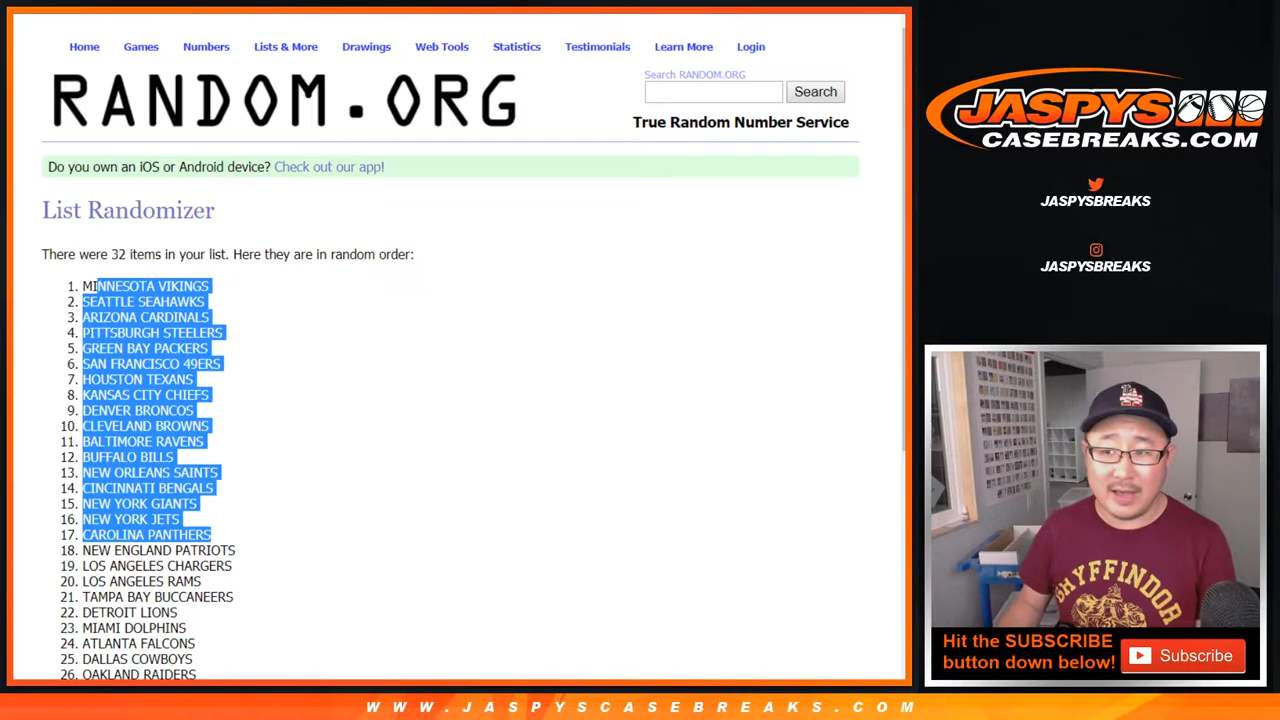 Home Games Numbers Lists & More Drawings Web Tools Statistics Testimonials Learn More Login
RANDOM.ORG
Search RANDOM.ORG
Search
True Random Number Service
Do you own an iOS or Android device? Check out our app!
List Randomizer
There were 32 items in your list. Here they are in random order:
1. MINNESOTA VIKINGS
2. SEATTLE SEAHAWKS
3. ARIZONA CARDINALS
4. PITTSBURGH STEELERS
5. GREEN BAY PACKERS
6. SAN FRANCISCO 49ERS
7. HOUSTON TEXANS
8. KANSAS CITY CHIEFS
9. DENVER BRONCOS
10. CLEVELAND BROWNS
11. BALTIMORE RAVENS
12. BUFFALO BILLS
13. NEW ORLEANS SAINTS
14. CINCINNATI BENGALS
15. NEW YORK GIANTS
16. NEW YORK JETS
17. CAROLINA PANTHERS
18. NEW ENGLAND PATRIOTS
19. LOS ANGELES CHARGERS
20. LOS ANGELES RAMS
21. TAMPA BAY BUCCANEERS
22. DETROIT LIONS
23. MIAMI DOLPHINS
24. ATLANTA FALCONS
25. DALLAS COWBOYS
26. OAKLAND RAIDERS
JASPYS
CASEBREAKS.COM
JASPYSBREAKS
JASPYSBREAKS
GRYFFINDOR
Hit the SUBSCRIBE
button down below!
Subscribe
WWW.JASPYSCASEBREAKS.COM